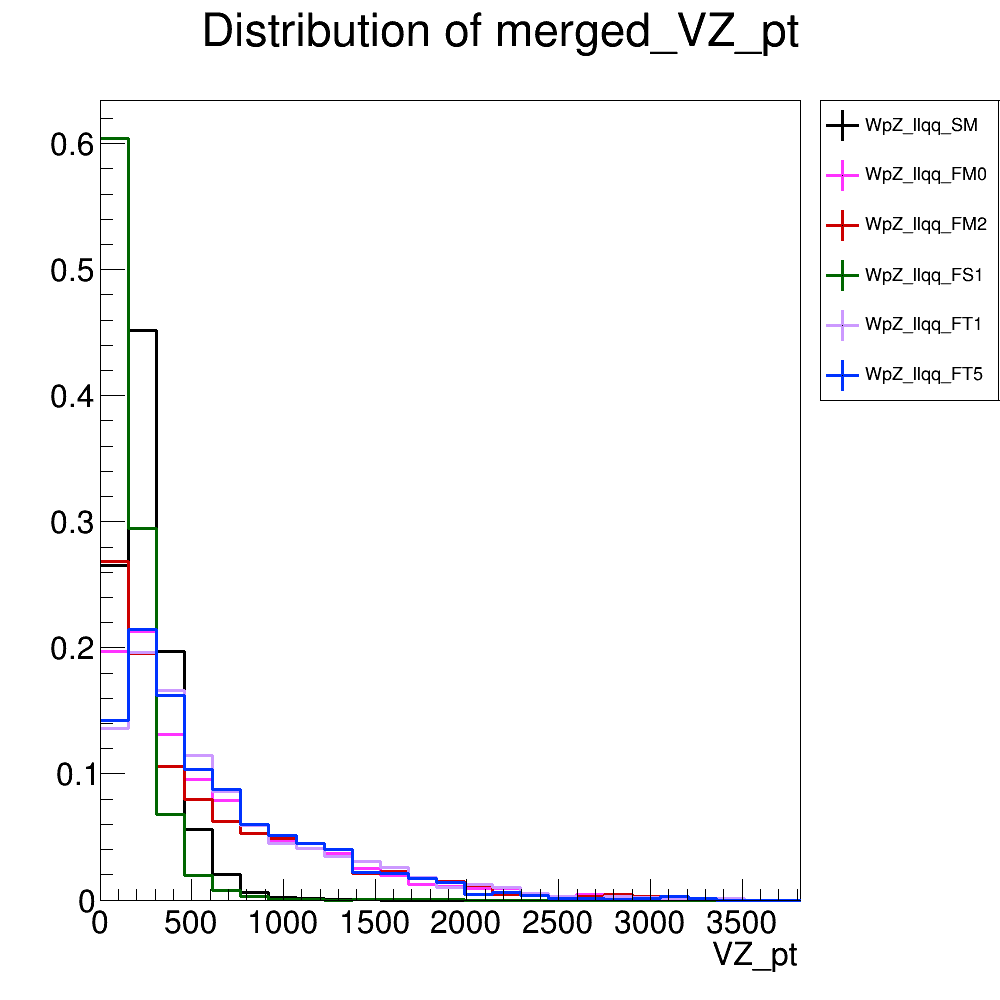 Distribution of merged_VZ_pt
WpZ_llqq_SM
WpZ_llqq_FM0
WpZ_llqq_FM2
WpZ_llqq_FS1
WpZ_llqq_FT1
WpZ_llqq_FT5
0.6
0.5
0.4
0.3
0.2
0.1
0
0 500 1000 1500 2000 2500 3000 3500
VZ_pt